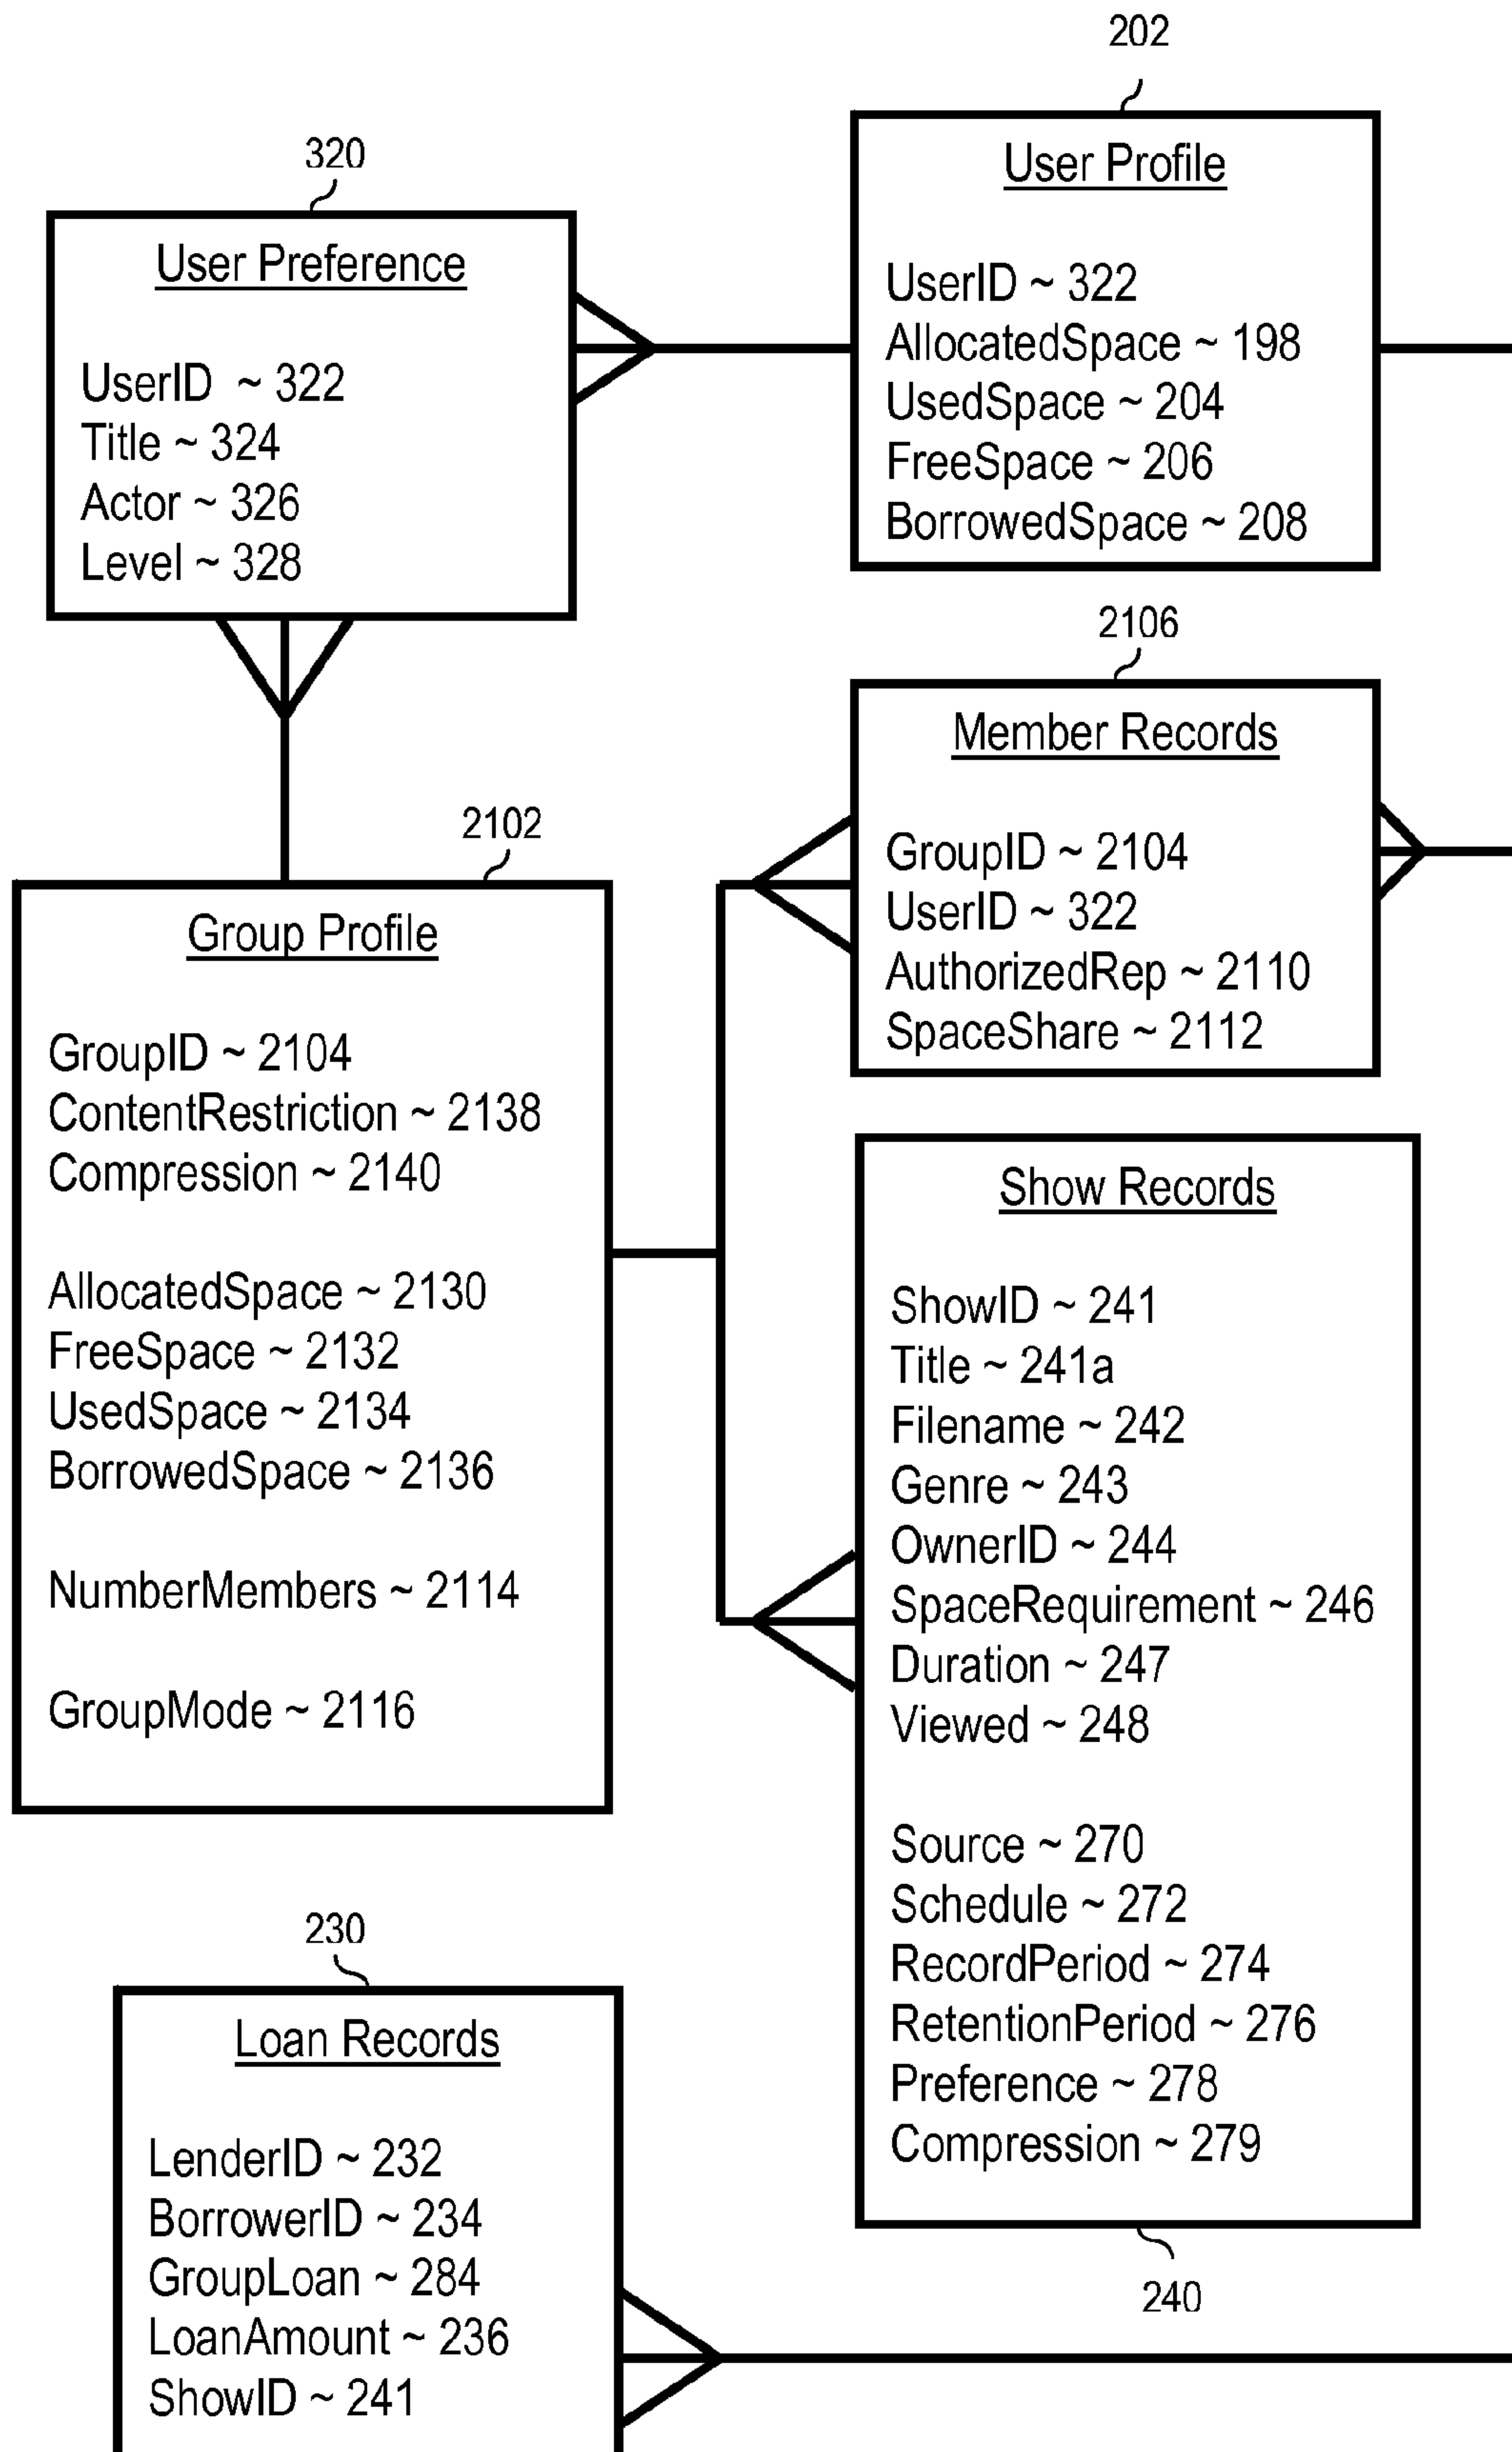 202
User Profile
UserID ~ 322
AllocatedSpace ~ 198
UsedSpace ~ 204
FreeSpace ~ 206
BorrowedSpace ~ 208
320
User Preference
UserID ~ 322
Title ~ 324
Actor ~ 326
Level ~ 328
2106
Member Records
GroupID ~ 2104
UserID ~ 322
AuthorizedRep ~ 2110
SpaceShare ~ 2112
2102
Group Profile
GroupID ~ 2104
ContentRestriction ~ 2138
Compression ~ 2140
AllocatedSpace ~ 2130
FreeSpace ~ 2132
UsedSpace ~ 2134
BorrowedSpace ~ 2136
NumberMembers ~ 2114
GroupMode ~ 2116
Show Records
ShowID ~ 241
Title ~ 241a
Filename ~ 242
Genre ~ 243
OwnerID ~ 244
SpaceRequirement ~ 246
Duration ~ 247
Viewed ~ 248
Source ~ 270
Schedule ~ 272
RecordPeriod ~ 274
RetentionPeriod ~ 276
Preference ~ 278
Compression ~ 279
240
230
Loan Records
LenderID ~ 232
BorrowerID ~ 234
GroupLoan ~ 284
LoanAmount ~ 236
ShowID ~ 241